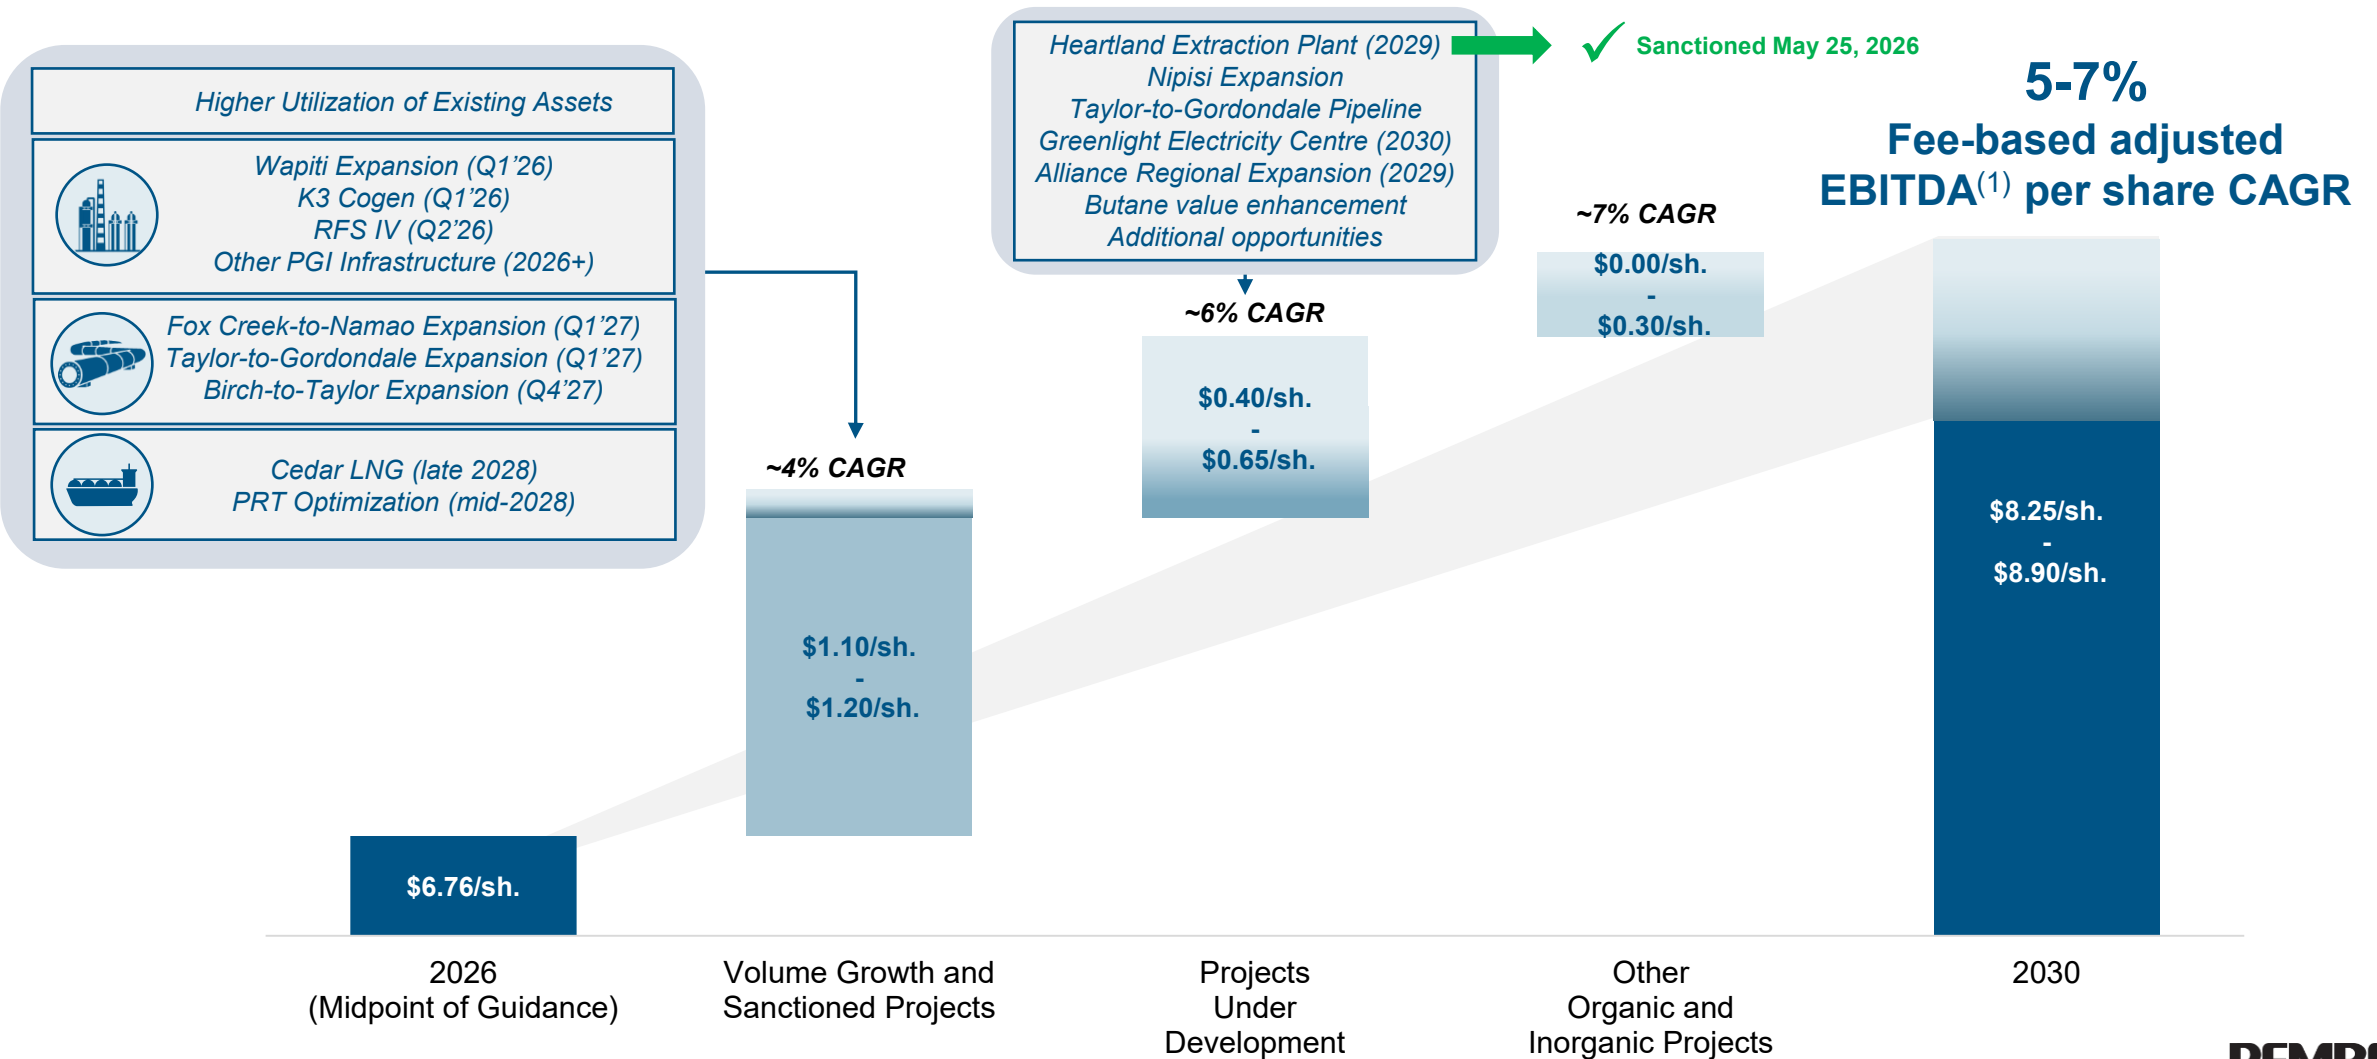 Higher Utilization of Existing Assets
Wapiti Expansion (Q1’26)
K3 Cogen (Q1’26)
RFS IV (Q2’26)
Other PGI Infrastructure (2026+)
Fox Creek-to-Namao Expansion (Q1’27)
Taylor-to-Gordondale Expansion (Q1’27)
Birch-to-Taylor Expansion (Q4’27)
Cedar LNG (late 2028)
PRT Optimization (mid-2028)
Heartland Extraction Plant (2029)
Nipisi Expansion
Taylor-to-Gordondale Pipeline
Greenlight Electricity Centre (2030)
Alliance Regional Expansion (2029)
Butane value enhancement
Additional opportunities
Sanctioned May 25, 2026
5-7%
Fee-based adjusted
EBITDA(1) per share CAGR
~4% CAGR
~6% CAGR
~7% CAGR
$6.76/sh.
$1.10/sh.
-
$1.20/sh.
$0.40/sh.
-
$0.65/sh.
$0.00/sh.
-
$0.30/sh.
$8.25/sh.
-
$8.90/sh.
2026
(Midpoint of Guidance)
Volume Growth and
Sanctioned Projects
Projects
Under
Development
Other
Organic and
Inorganic Projects
2030